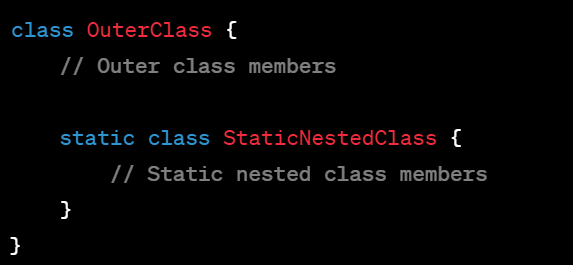 class OuterClass {
    // Outer class members

    static class StaticNestedClass {
        // Static nested class members
    }
}